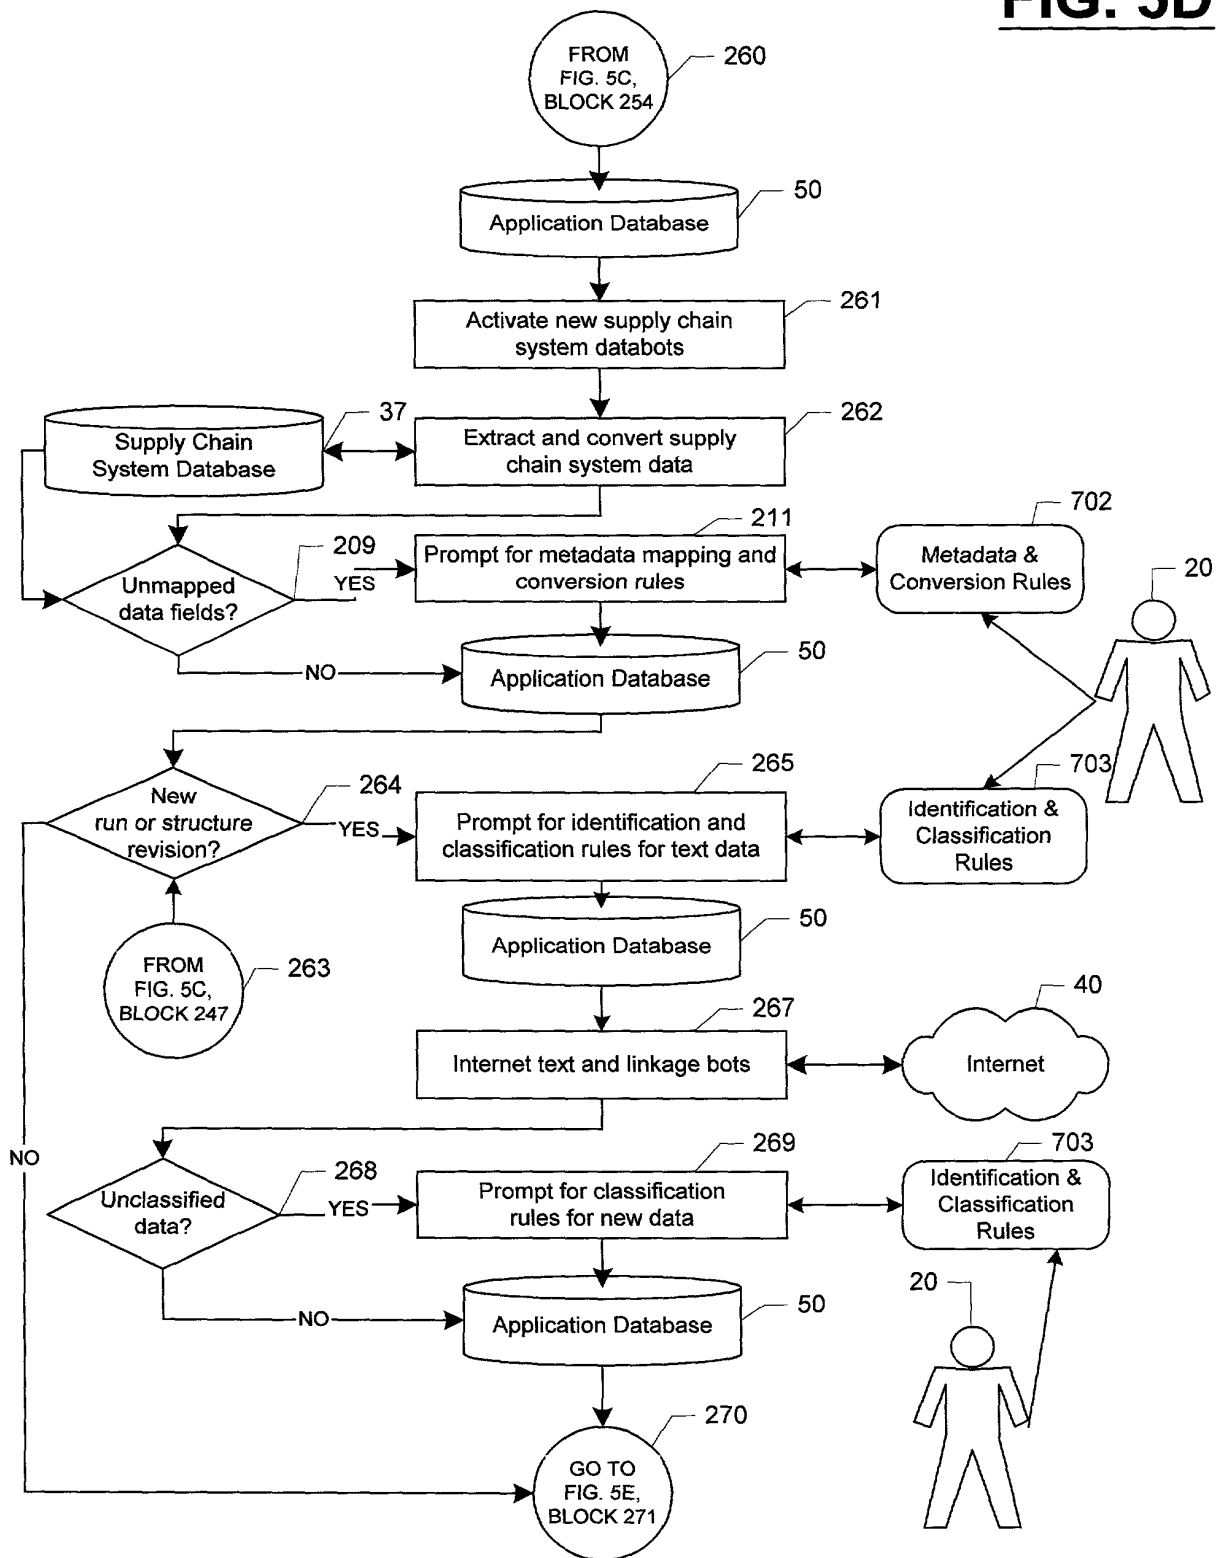 FIG. 5D
FROM
FIG. 5C,
BLOCK 254
260
50
Application Database
261
Activate new supply chain
system databots
37
262
Supply Chain
System Database
Extract and convert supply
chain system data
211
702
209
Prompt for metadata mapping and
conversion rules
Metadata &
Conversion Rules
YES
20
Unmapped
data fields?
50
NO
Application Database
265
703
New
run or structure
revision?
264
YES
Prompt for identification and
classification rules for text data
Identification &
Classification
Rules
50
Application Database
FROM
FIG. 5C,
BLOCK 247
263
267
40
Internet text and linkage bots
Internet
NO
269
703
268
Unclassified
data?
YES
Prompt for classification
rules for new data
Identification &
Classification
Rules
20
50
NO
Application Database
270
GO TO
FIG. 5E,
BLOCK 271